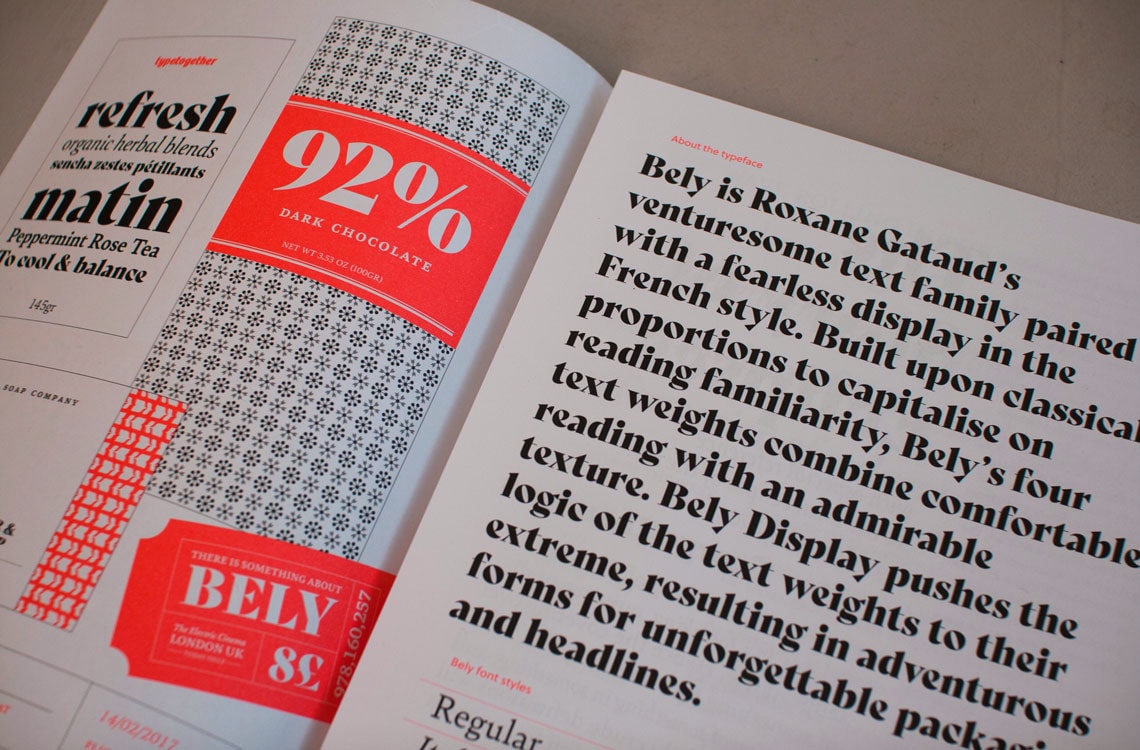 typetogether
refresh
organic herbal blends
sencha zestes pétillants
matin
Peppermint Rose Tea
To cool & balance
145gr
92%
DARK CHOCOLATE
NET WT 3.53 OZ (100GR)
SOAP COMPANY
THERE IS SOMETHING ABOUT
BELY
The Electric Cinema
LONDON UK
8£
978,160,257
14/02/2017
About the typeface
Bely is Roxane Gataud’s
venturesome text family paired
with a fearless display in the
French style. Built upon classical
proportions to capitalise on
reading familiarity, Bely’s four
text weights combine comfortable
reading with an admirable
texture. Bely Display pushes the
logic of the text weights to their
extreme, resulting in adventurous
forms for unforgettable packaging
and headlines.
Bely font styles
Regular